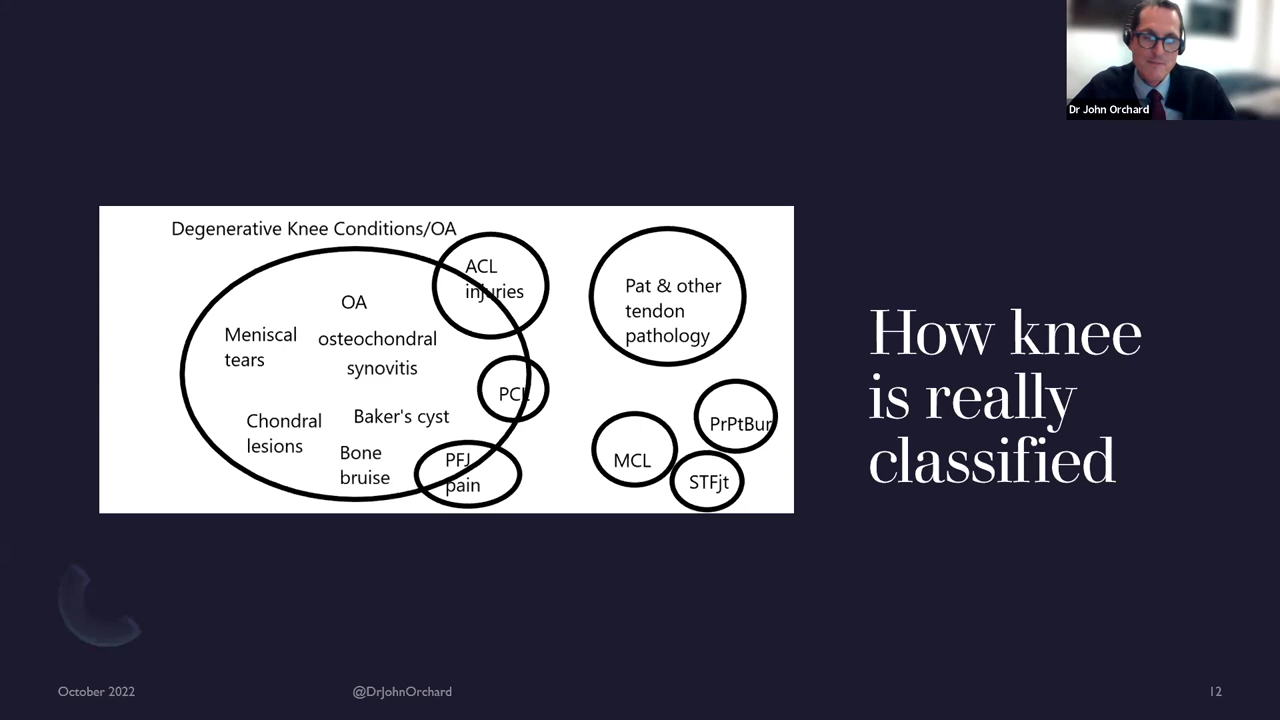 Dr John Orchard
Degenerative Knee Conditions/OA
ACL
injuries
OA
Meniscal
tears
osteochondral
synovitis
PCL
Chondral
lesions
Baker's cyst
Bone
bruise
PFJ
pain
Pat & other
tendon
pathology
PrPtBur
MCL
STFjt
How knee
is really
classified
October 2022
@DrJohnOrchard
12